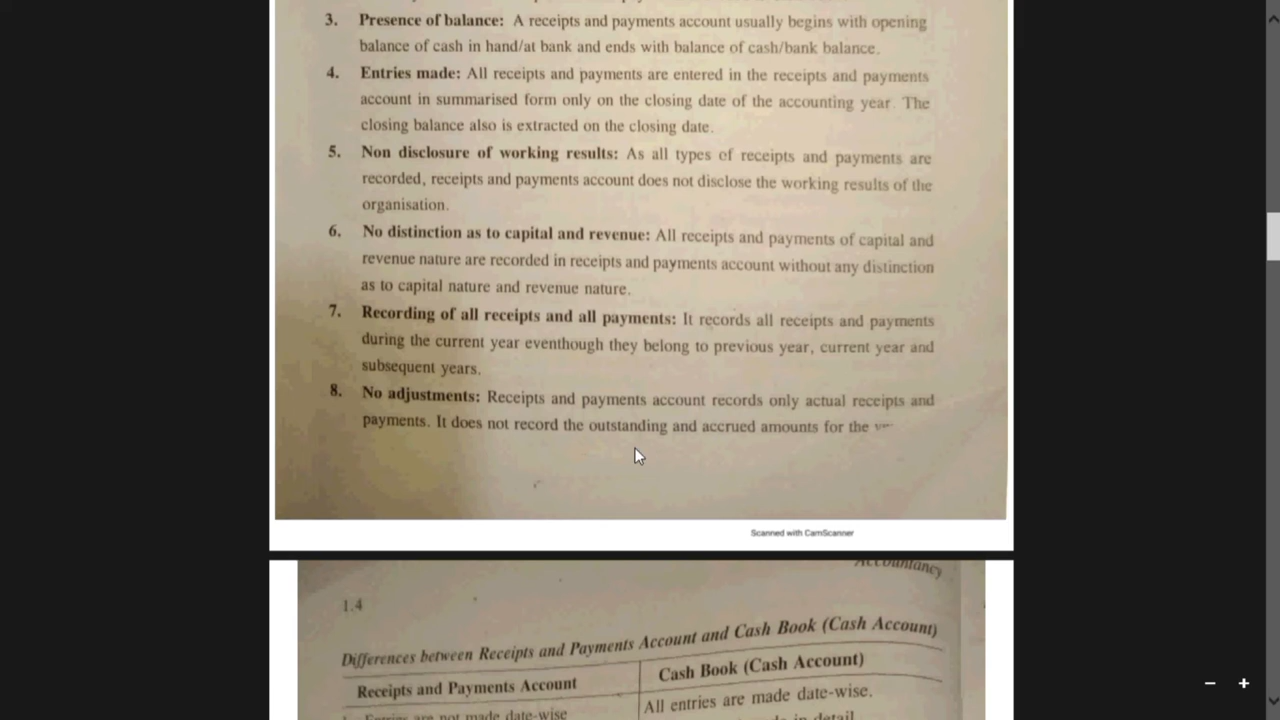 3. Presence of balance: A receipts and payments account usually begins with opening
balance of cash in hand/at bank and ends with balance of cash/bank balance.
4. Entries made: All receipts and payments are entered in the receipts and payments
account in summarised form only on the closing date of the accounting year. The
closing balance also is extracted on the closing date.
5. Non disclosure of working results: As all types of receipts and payments are
recorded, receipts and payments account does not disclose the working results of the
organisation.
6. No distinction as to capital and revenue: All receipts and payments of capital and
revenue nature are recorded in receipts and payments account without any distinction
as to capital nature and revenue nature.
7. Recording of all receipts and all payments: It records all receipts and payments
during the current year eventhough they belong to previous year, current year and
subsequent years.
8. No adjustments: Receipts and payments account records only actual receipts and
payments. It does not record the outstanding and accrued amounts for the
Scanned with CamScanner
Accountancy
1.4
Differences between Receipts and Payments Account and Cash Book (Cash Account)
Receipts and Payments Account Cash Book (Cash Account)
Entries are not made date-wise All entries are made date-wise.
in detail